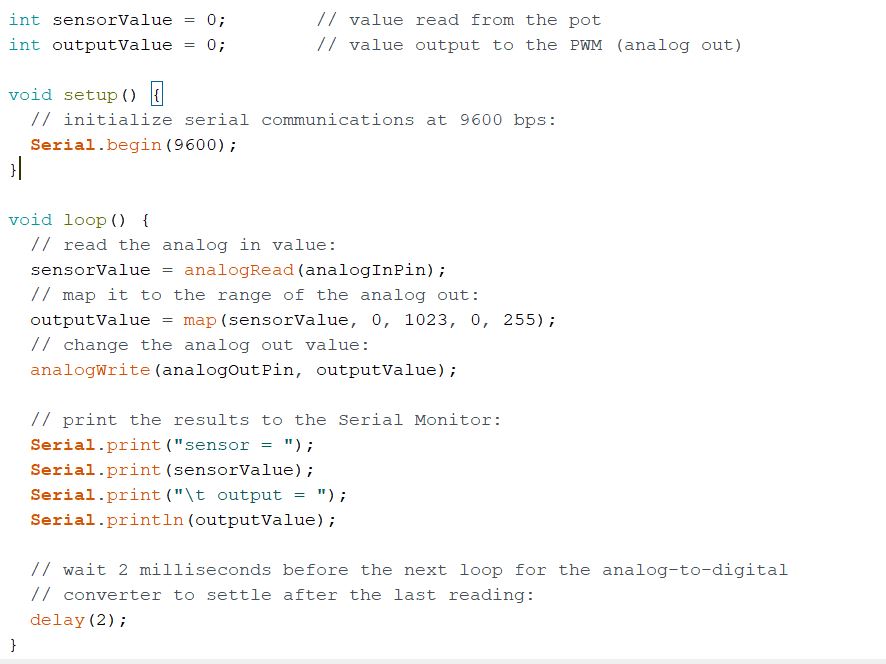 int sensorValue = 0;        // value read from the pot
int outputValue = 0;        // value output to the PWM (analog out)

void setup() {
  // initialize serial communications at 9600 bps:
  Serial.begin(9600);
}

void loop() {
  // read the analog in value:
  sensorValue = analogRead(analogInPin);
  // map it to the range of the analog out:
  outputValue = map(sensorValue, 0, 1023, 0, 255);
  // change the analog out value:
  analogWrite(analogOutPin, outputValue);

  // print the results to the Serial Monitor:
  Serial.print("sensor = ");
  Serial.print(sensorValue);
  Serial.print("\t output = ");
  Serial.println(outputValue);

  // wait 2 milliseconds before the next loop for the analog-to-digital
  // converter to settle after the last reading:
  delay(2);
}